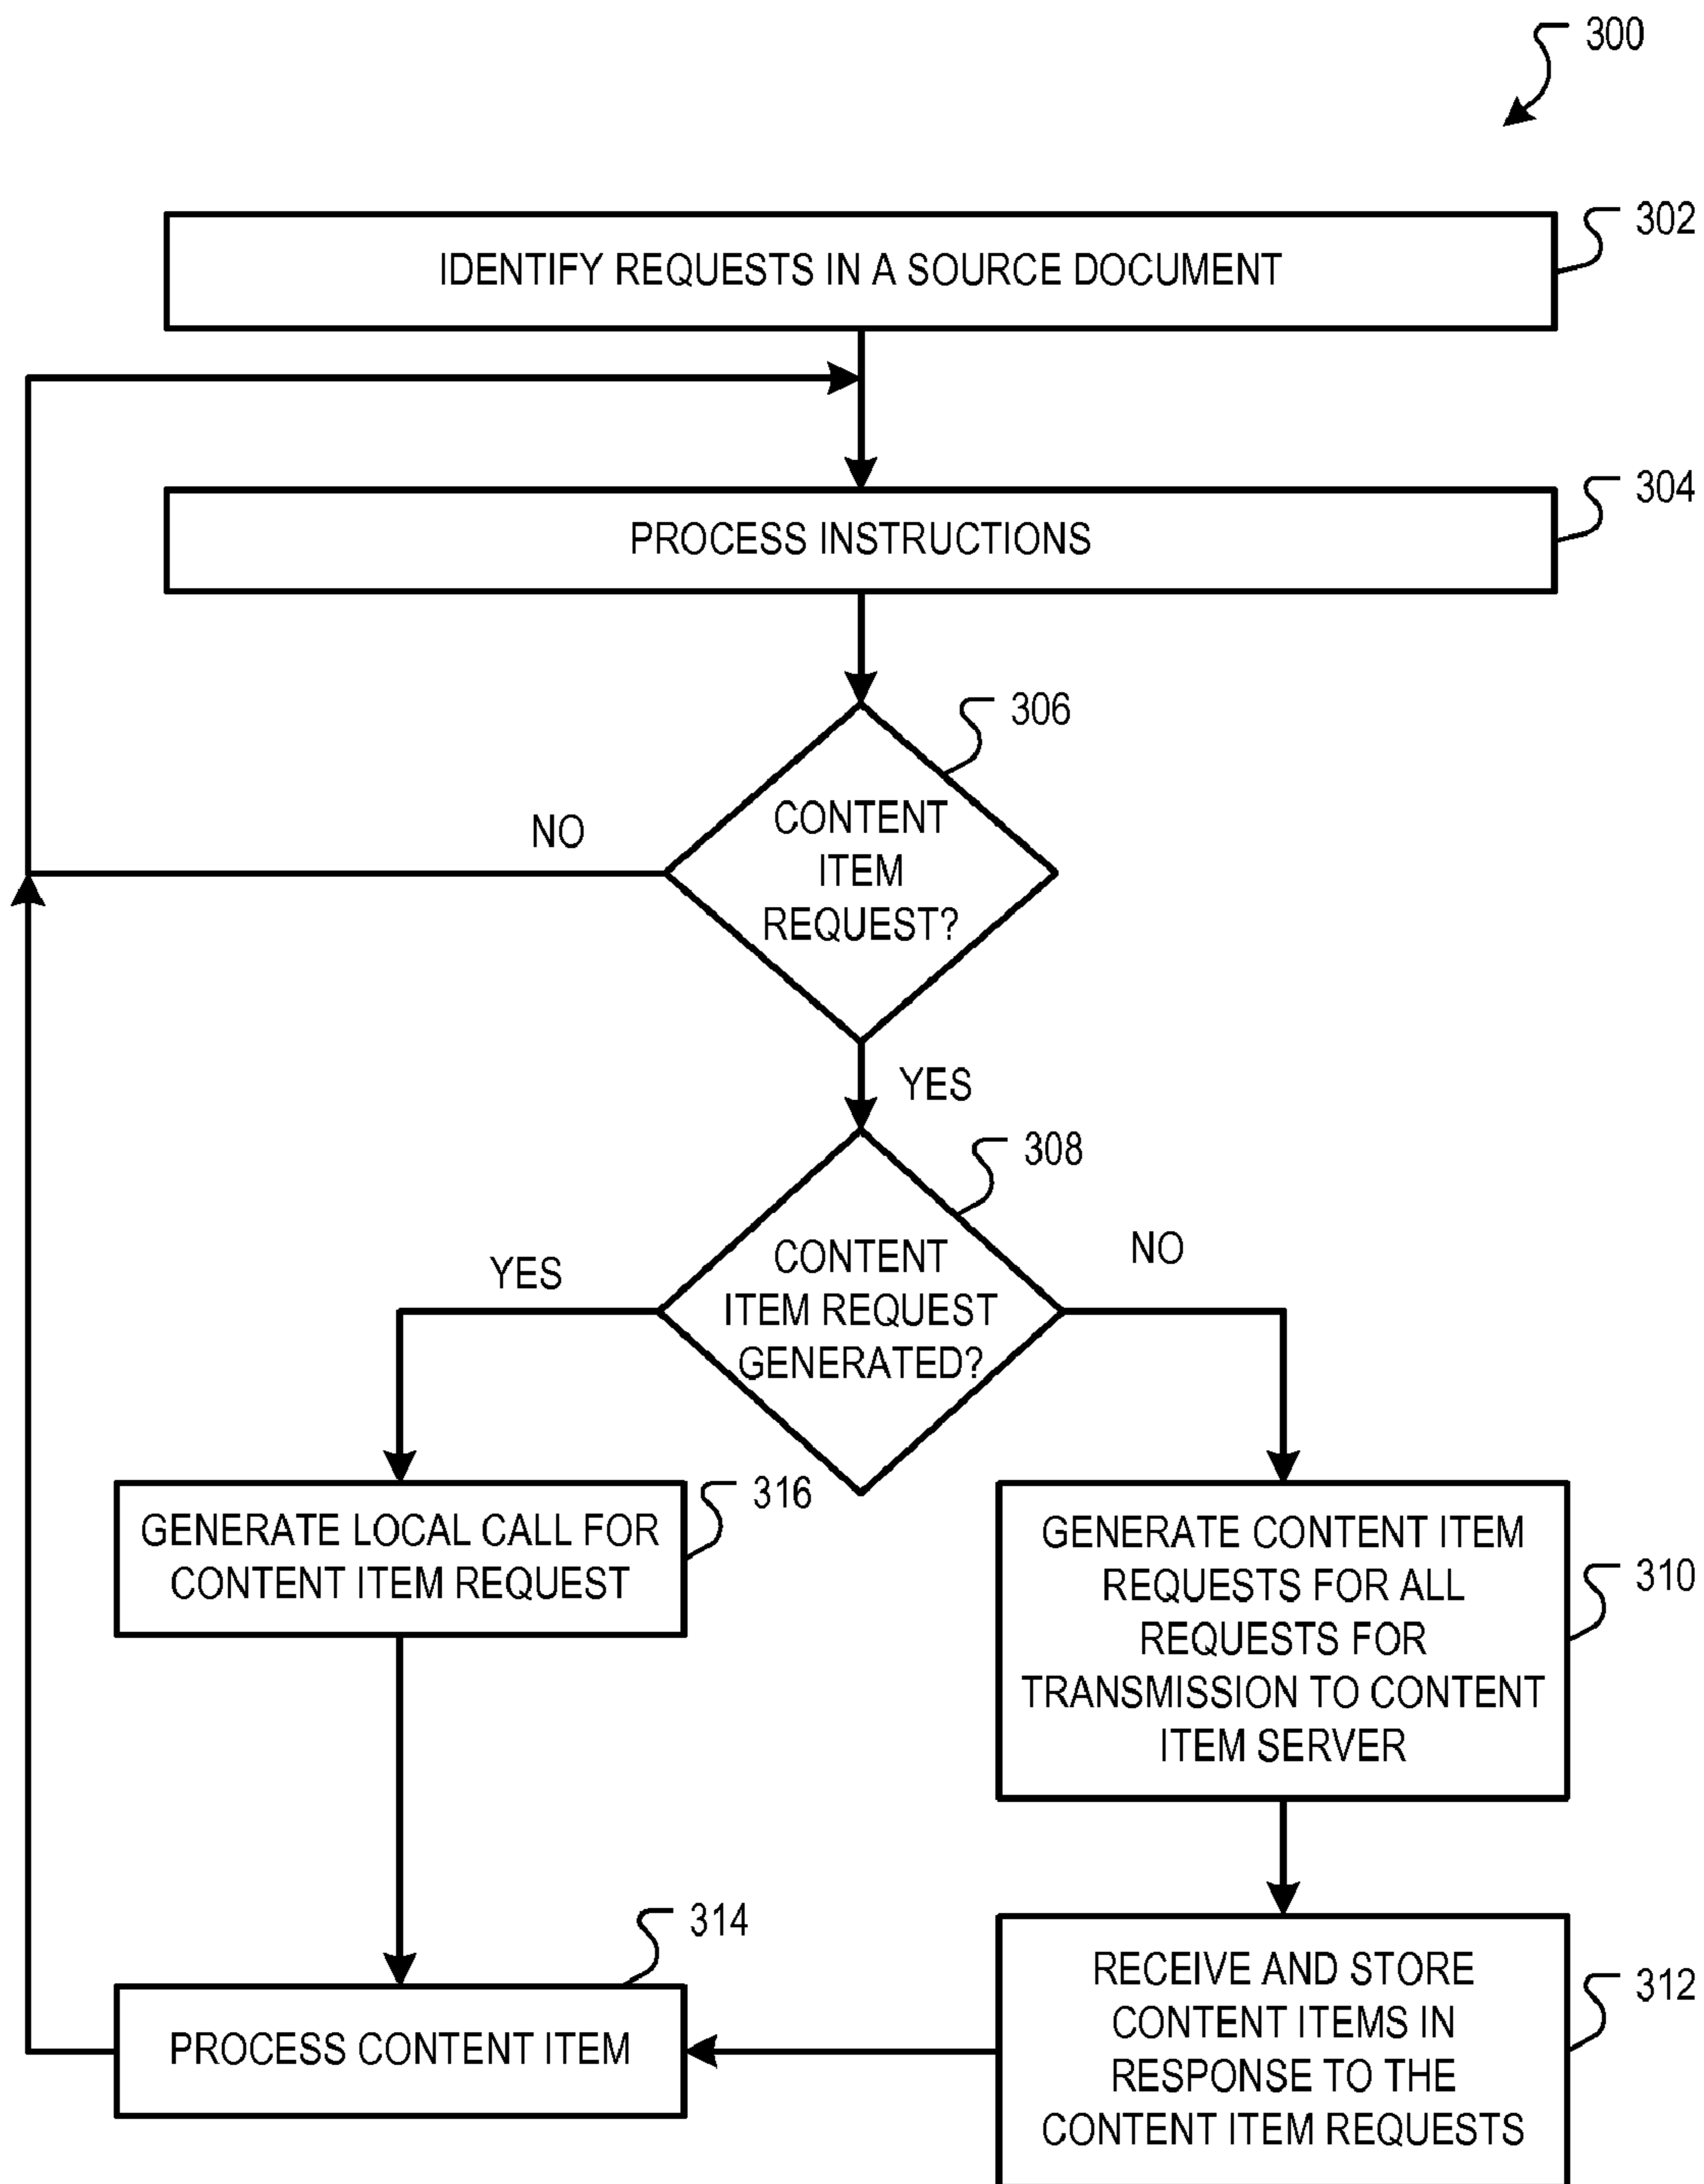 300
302
IDENTIFY REQUESTS IN A SOURCE DOCUMENT
304
PROCESS INSTRUCTIONS
306
CONTENT
ITEM
REQUEST?
NO
YES
308
CONTENT
ITEM REQUEST
GENERATED?
YES
NO
316
GENERATE LOCAL CALL FOR
CONTENT ITEM REQUEST
GENERATE CONTENT ITEM
REQUESTS FOR ALL
REQUESTS FOR
TRANSMISSION TO CONTENT
ITEM SERVER
310
314
PROCESS CONTENT ITEM
RECEIVE AND STORE
CONTENT ITEMS IN
RESPONSE TO THE
CONTENT ITEM REQUESTS
312